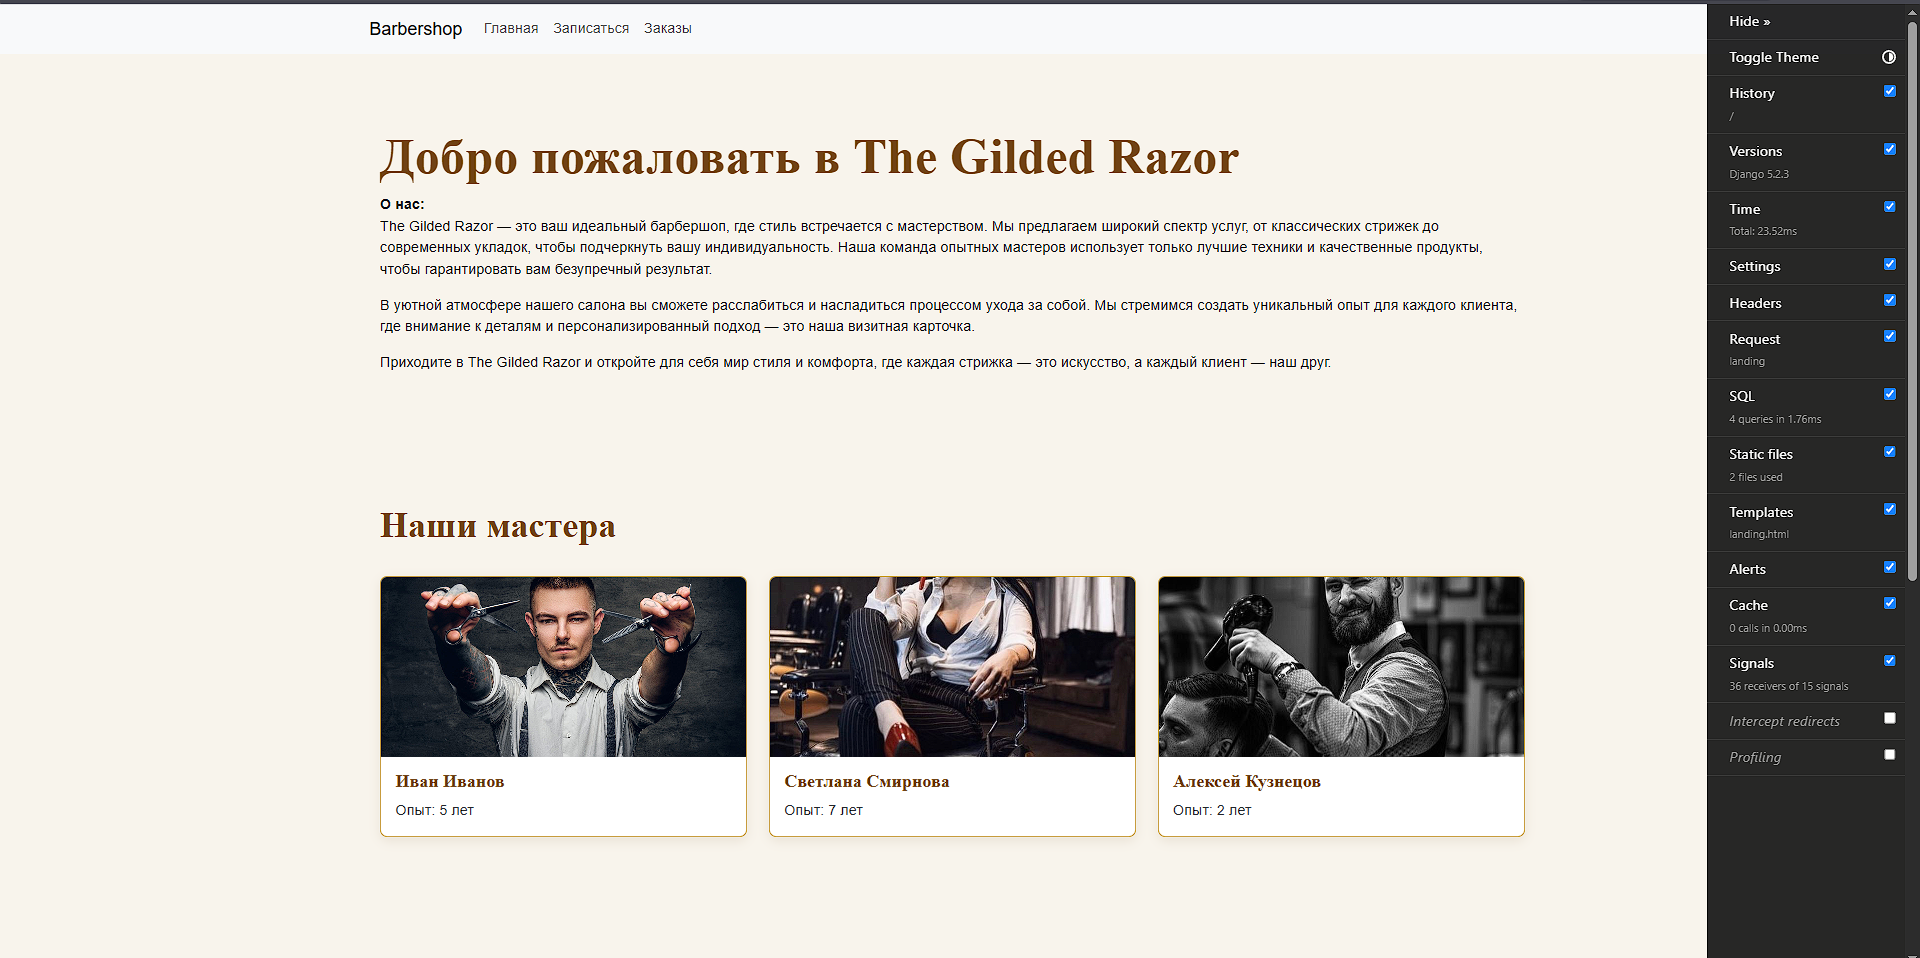 Barbershop Главная Записаться Заказы
Добро пожаловать в The Gilded Razor
О нас:
The Gilded Razor — это ваш идеальный барбершоп, где стиль встречается с мастерством. Мы предлагаем широкий спектр услуг, от классических стрижек до
современных укладок, чтобы подчеркнуть вашу индивидуальность. Наша команда опытных мастеров использует только лучшие техники и качественные продукты,
чтобы гарантировать вам безупречный результат.
В уютной атмосфере нашего салона вы сможете расслабиться и насладиться процессом ухода за собой. Мы стремимся создать уникальный опыт для каждого клиента,
где внимание к деталям и персонализированный подход — это наша визитная карточка.
Приходите в The Gilded Razor и откройте для себя мир стиля и комфорта, где каждая стрижка — это искусство, а каждый клиент — наш друг.
Наши мастера
Иван Иванов
Опыт: 5 лет
Светлана Смирнова
Опыт: 7 лет
Алексей Кузнецов
Опыт: 2 лет
Hide »
Toggle Theme
History
/
Versions
Django 5.2.3
Time
Total: 23.52ms
Settings
Headers
Request
landing
SQL
4 queries in 1.76ms
Static files
2 files used
Templates
landing.html
Alerts
Cache
0 calls in 0.00ms
Signals
36 receivers of 15 signals
Intercept redirects
Profiling